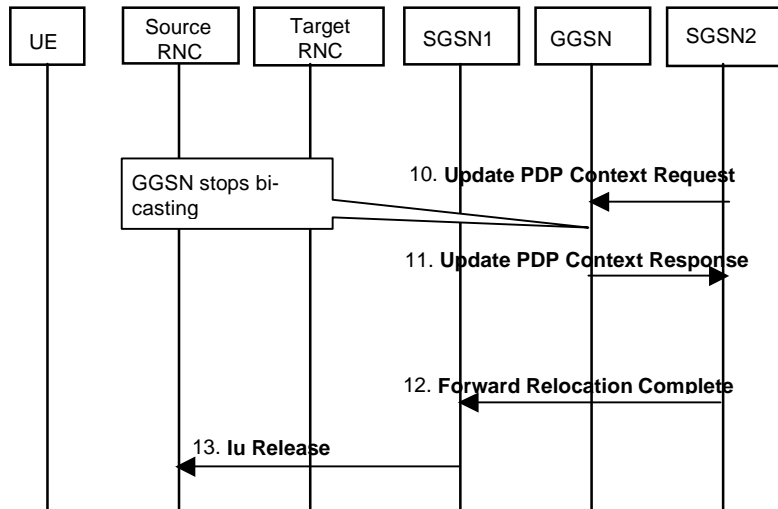 UE
Source
RNC
Target
RNC
SGSN1
GGSN
SGSN2
GGSN stops bi-
casting
10. Update PDP Context Request
11. Update PDP Context Response
12. Forward Relocation Complete
13. Iu Release